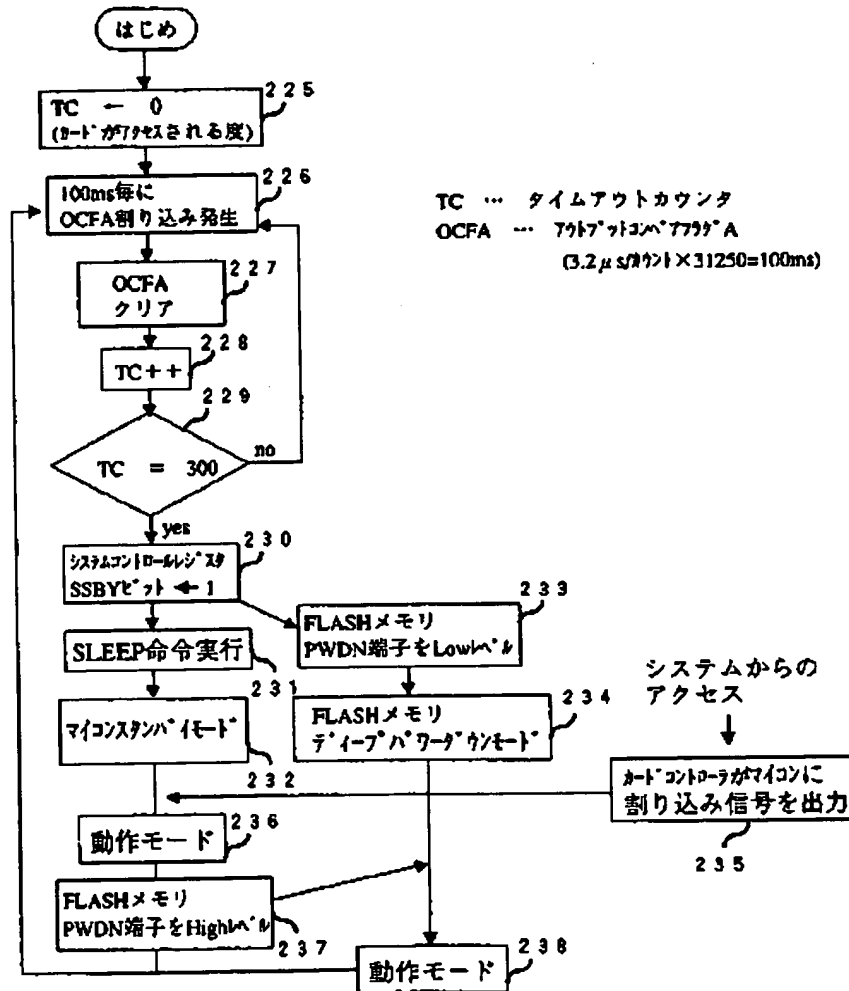 はじめ
225
TC ← 0
(カードがアクセスされる度)
226
100ms毎に
OCFA割り込み発生
TC … タイムアウトカウンタ
OCFA … アウトプットコンペアフラグA
(3.2μs/カウント×31250=100ms)
227
OCFA
クリア
228
TC++
229
TC = 300
no
yes
230
システムコントロールレジスタ
SSBYビット ← 1
233
FLASHメモリ
PWDN端子をLowレベル
SLEEP命令実行
231
234
FLASHメモリ
ディープパワーダウンモード
システムからの
アクセス
マイコンスタンバイモード
232
カードコントローラがマイコンに
割り込み信号を出力
235
236
動作モード
FLASHメモリ
PWDN端子をHighレベル
237
238
動作モード